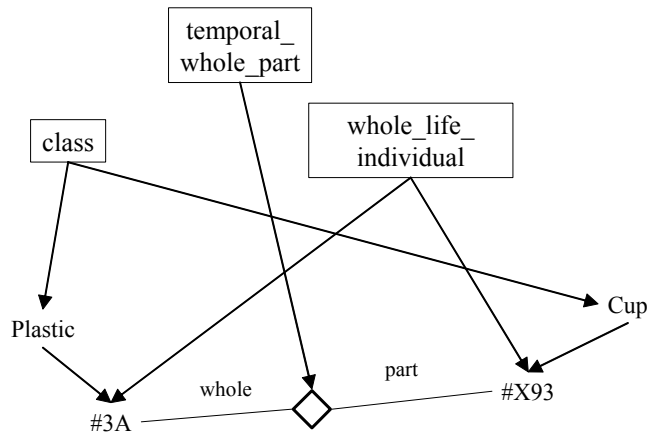 temporal_
whole_part
whole_life_
individual
class
Cup
Plastic
part
whole
#X93
#3A